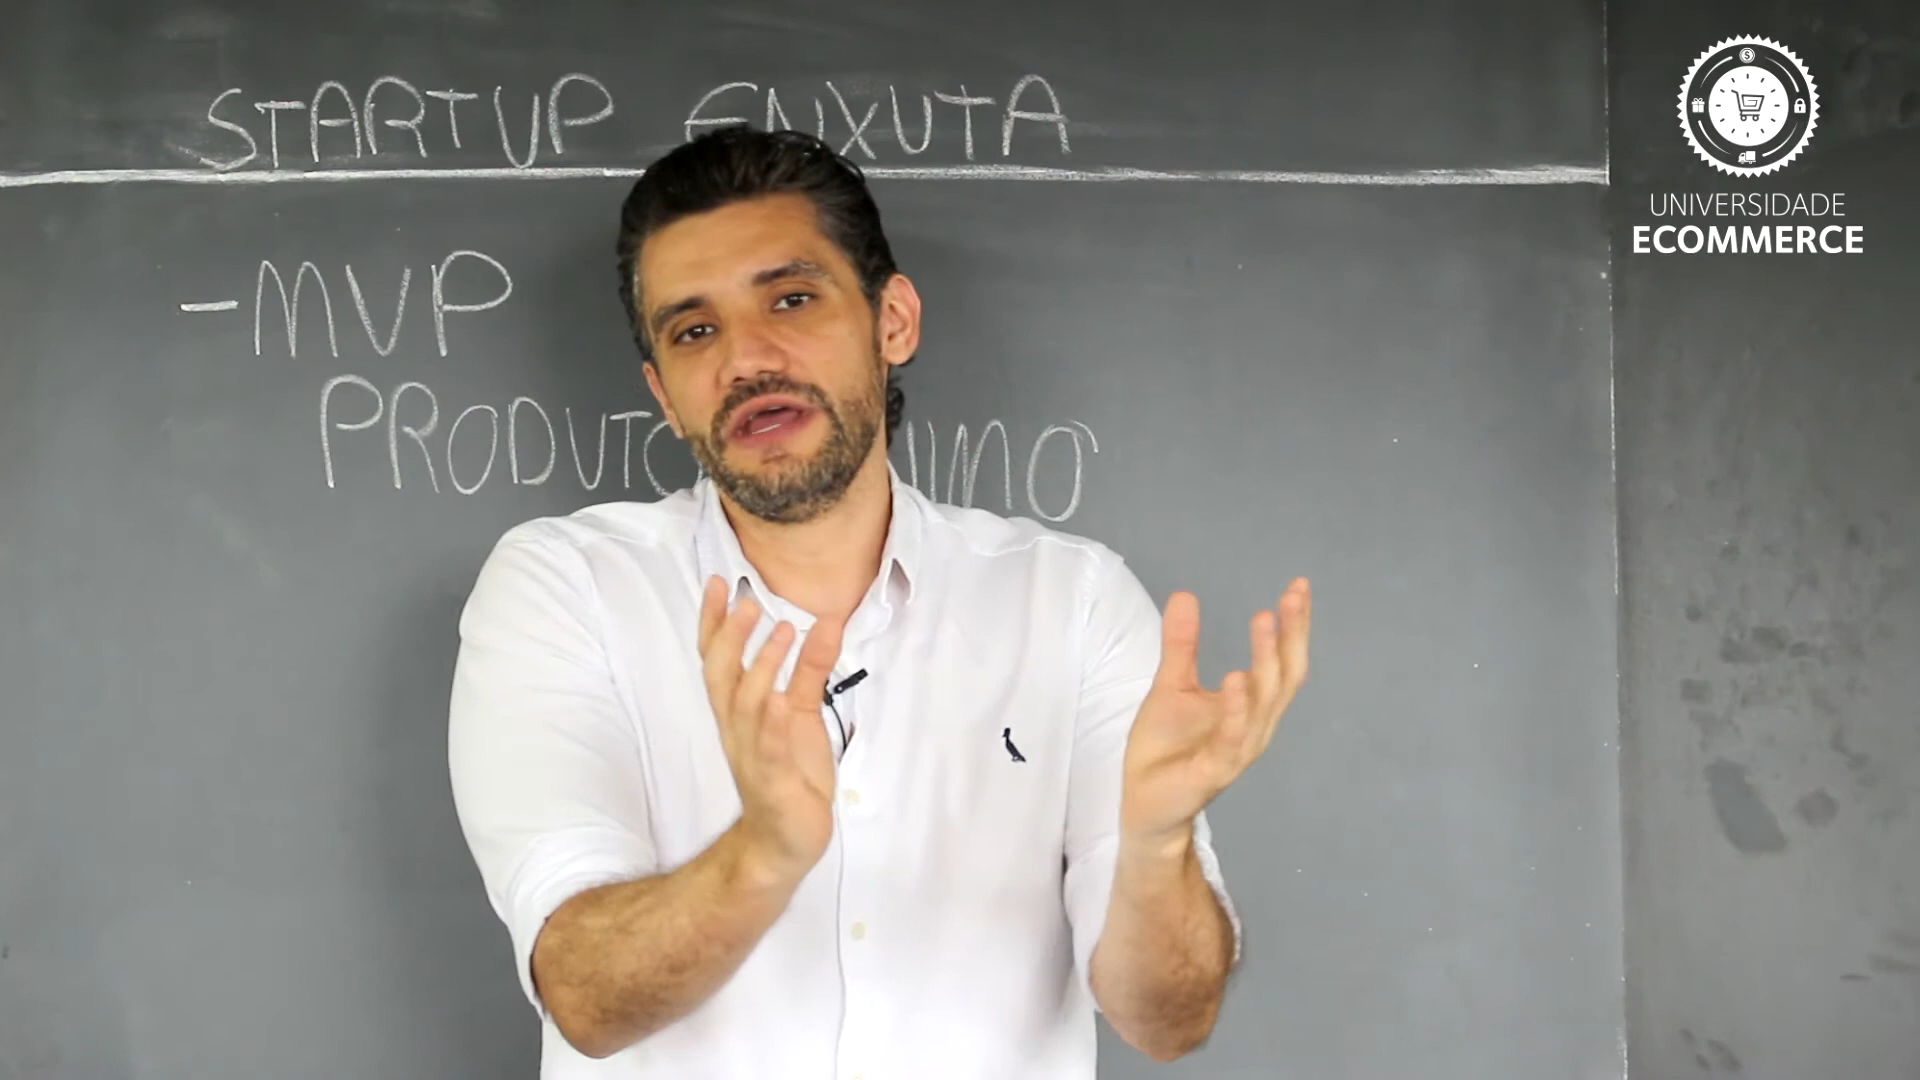 STARTUP ENXUTA
- MVP
PRODUTO
UNIVERSIDADE
ECOMMERCE